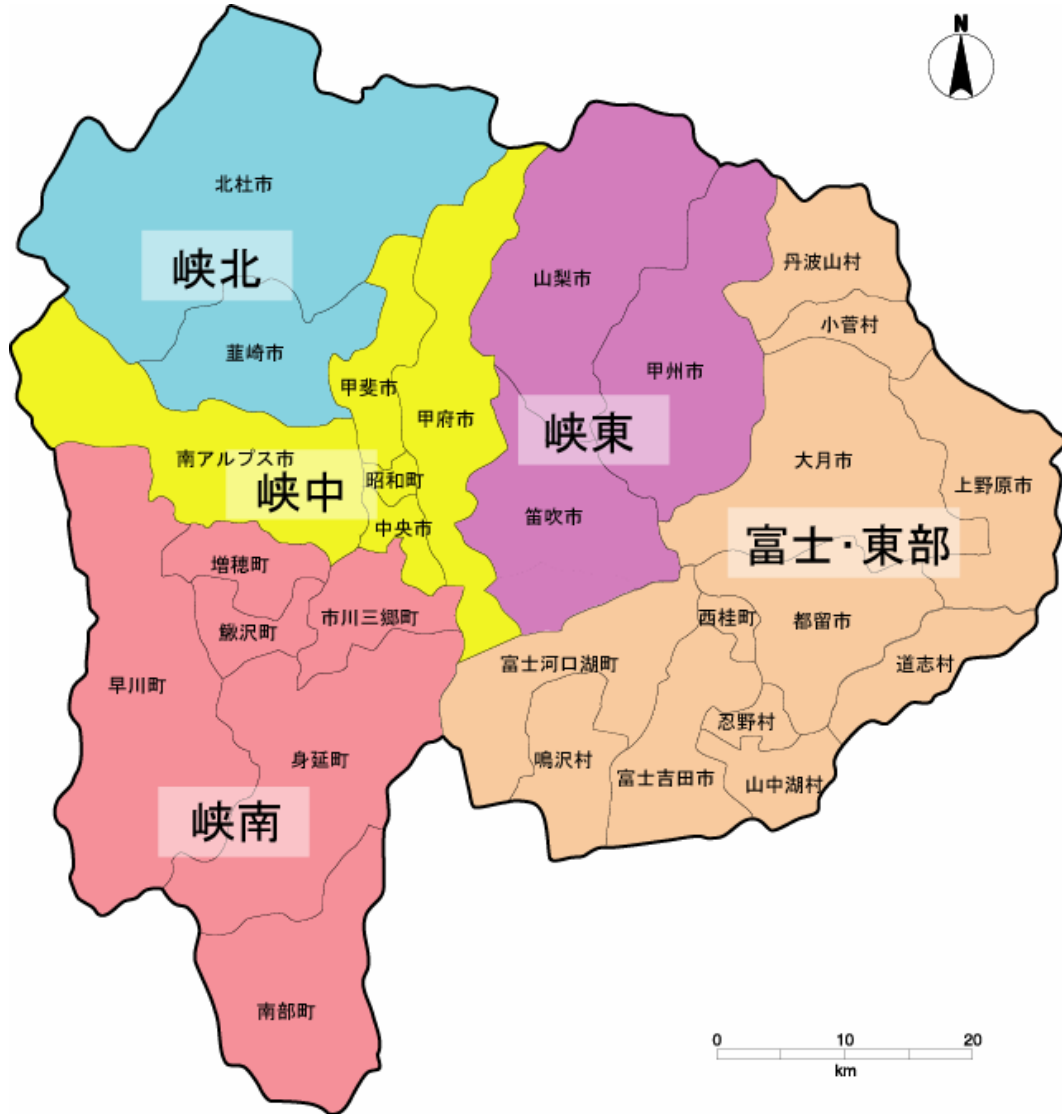 N
北杜市
峡北
韮崎市
山梨市
丹波山村
小菅村
甲斐市
甲府市
甲州市
峡東
南アルプス市
峡中
昭和町
中央市
笛吹市
大月市
上野原市
富士・東部
増穂町
鰍沢町
市川三郷町
早川町
身延町
峡南
南部町
西桂町
都留市
富士河口湖町
道志村
忍野村
鳴沢村
富士吉田市
山中湖村
0 10 20
km